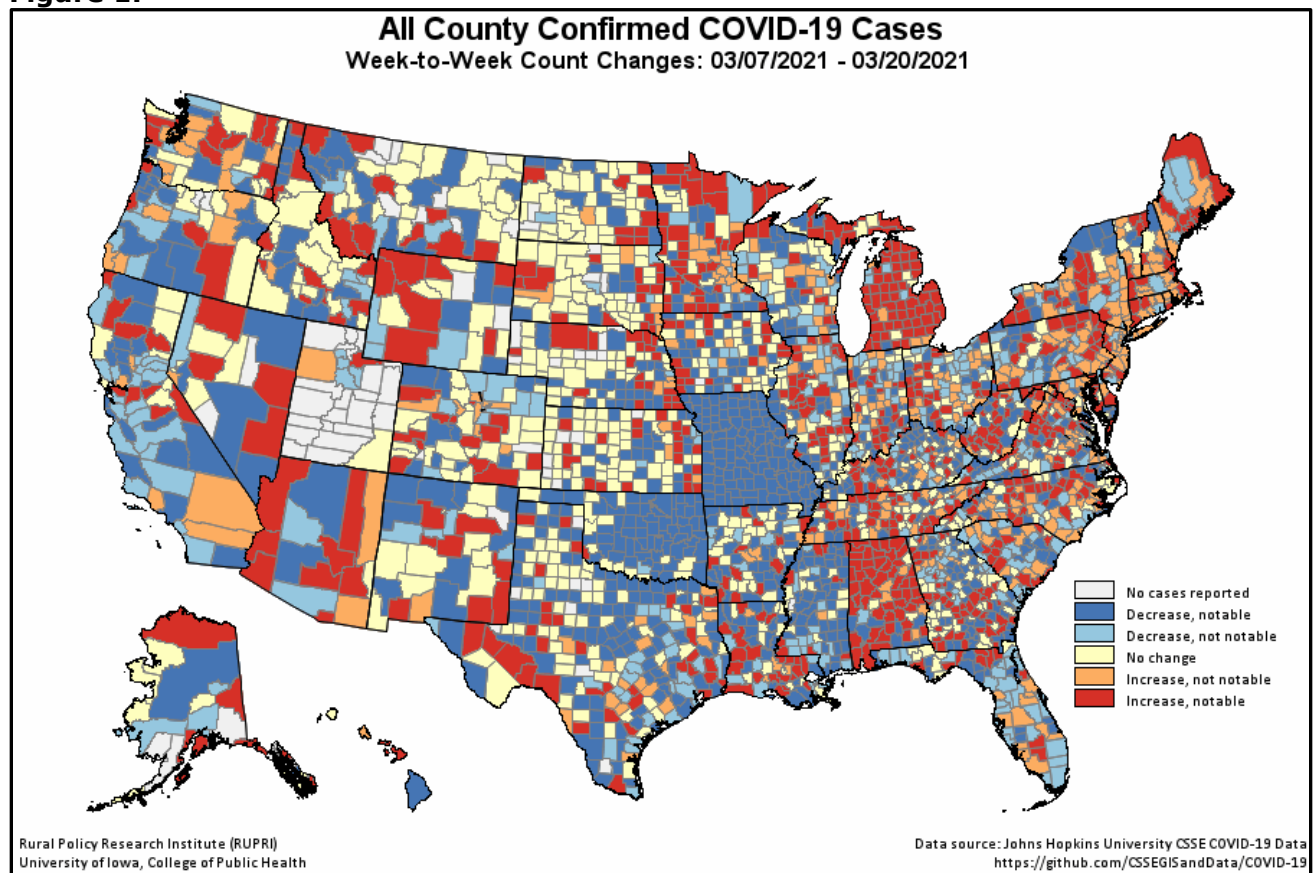 Figure 1.
All County Confirmed COVID-19 Cases
Week-to-Week Count Changes: 03/07/2021 - 03/20/2021
No cases reported
Decrease, notable
Decrease, not notable
No change
Increase, not notable
Increase, notable
Rural Policy Research Institute (RUPRI)
University of Iowa, College of Public Health
Data source: Johns Hopkins University CSSE COVID-19 Data
https://github.com/CSSEGISandData/COVID-19